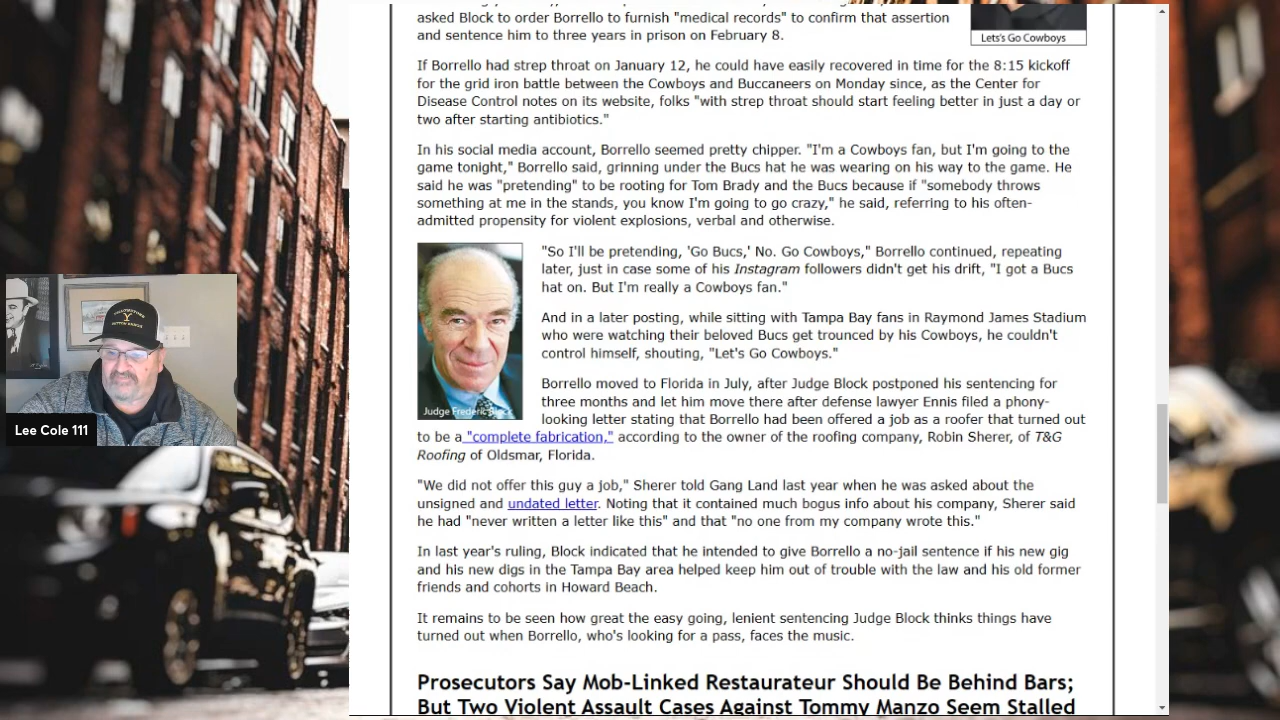 asked Block to order Borrello to furnish "medical records" to confirm that assertion
and sentence him to three years in prison on February 8.
Lets's Go Cowboys
If Borrello had strep throat on January 12, he could have easily recovered in time for the 8:15 kickoff
for the grid iron battle between the Cowboys and Buccaneers on Monday since, as the Center for
Disease Control notes on its website, folks "with strep throat should start feeling better in just a day or
two after starting antibiotics."
In his social media account, Borrello seemed pretty chipper. "I'm a Cowboys fan, but I'm going to the
game tonight," Borrello said, grinning under the Bucs hat he was wearing on his way to the game. He
said he was "pretending" to be rooting for Tom Brady and the Bucs because if "somebody throws
something at me in the stands, you know I'm going to go crazy," he said, referring to his often-
admitted propensity for violent explosions, verbal and otherwise.
"So I'll be pretending, 'Go Bucs,' No. Go Cowboys," Borrello continued, repeating
later, just in case some of his Instagram followers didn't get his drift, "I got a Bucs
hat on. But I'm really a Cowboys fan."
And in a later posting, while sitting with Tampa Bay fans in Raymond James Stadium
who were watching their beloved Bucs get trounced by his Cowboys, he couldn't
control himself, shouting, "Let's Go Cowboys."
Judge Frederic Block
Borrello moved to Florida in July, after Judge Block postponed his sentencing for
three months and let him move there after defense lawyer Ennis filed a phony-
looking letter stating that Borrello had been offered a job as a roofer that turned out
to be a "complete fabrication," according to the owner of the roofing company, Robin Sherer, of T&G
Roofing of Oldsmar, Florida.
"We did not offer this guy a job," Sherer told Gang Land last year when he was asked about the
unsigned and undated letter. Noting that it contained much bogus info about his company, Sherer said
he had "never written a letter like this" and that "no one from my company wrote this."
In last year's ruling, Block indicated that he intended to give Borrello a no-jail sentence if his new gig
and his new digs in the Tampa Bay area helped keep him out of trouble with the law and his old former
friends and cohorts in Howard Beach.
It remains to be seen how great the easy going, lenient sentencing Judge Block thinks things have
turned out when Borrello, who's looking for a pass, faces the music.
Prosecutors Say Mob-Linked Restaurateur Should Be Behind Bars;
But Two Violent Assault Cases Against Tommy Manzo Seem Stalled
YELLOWSTONE
Y
DUTTON RANCH
Lee Cole 111